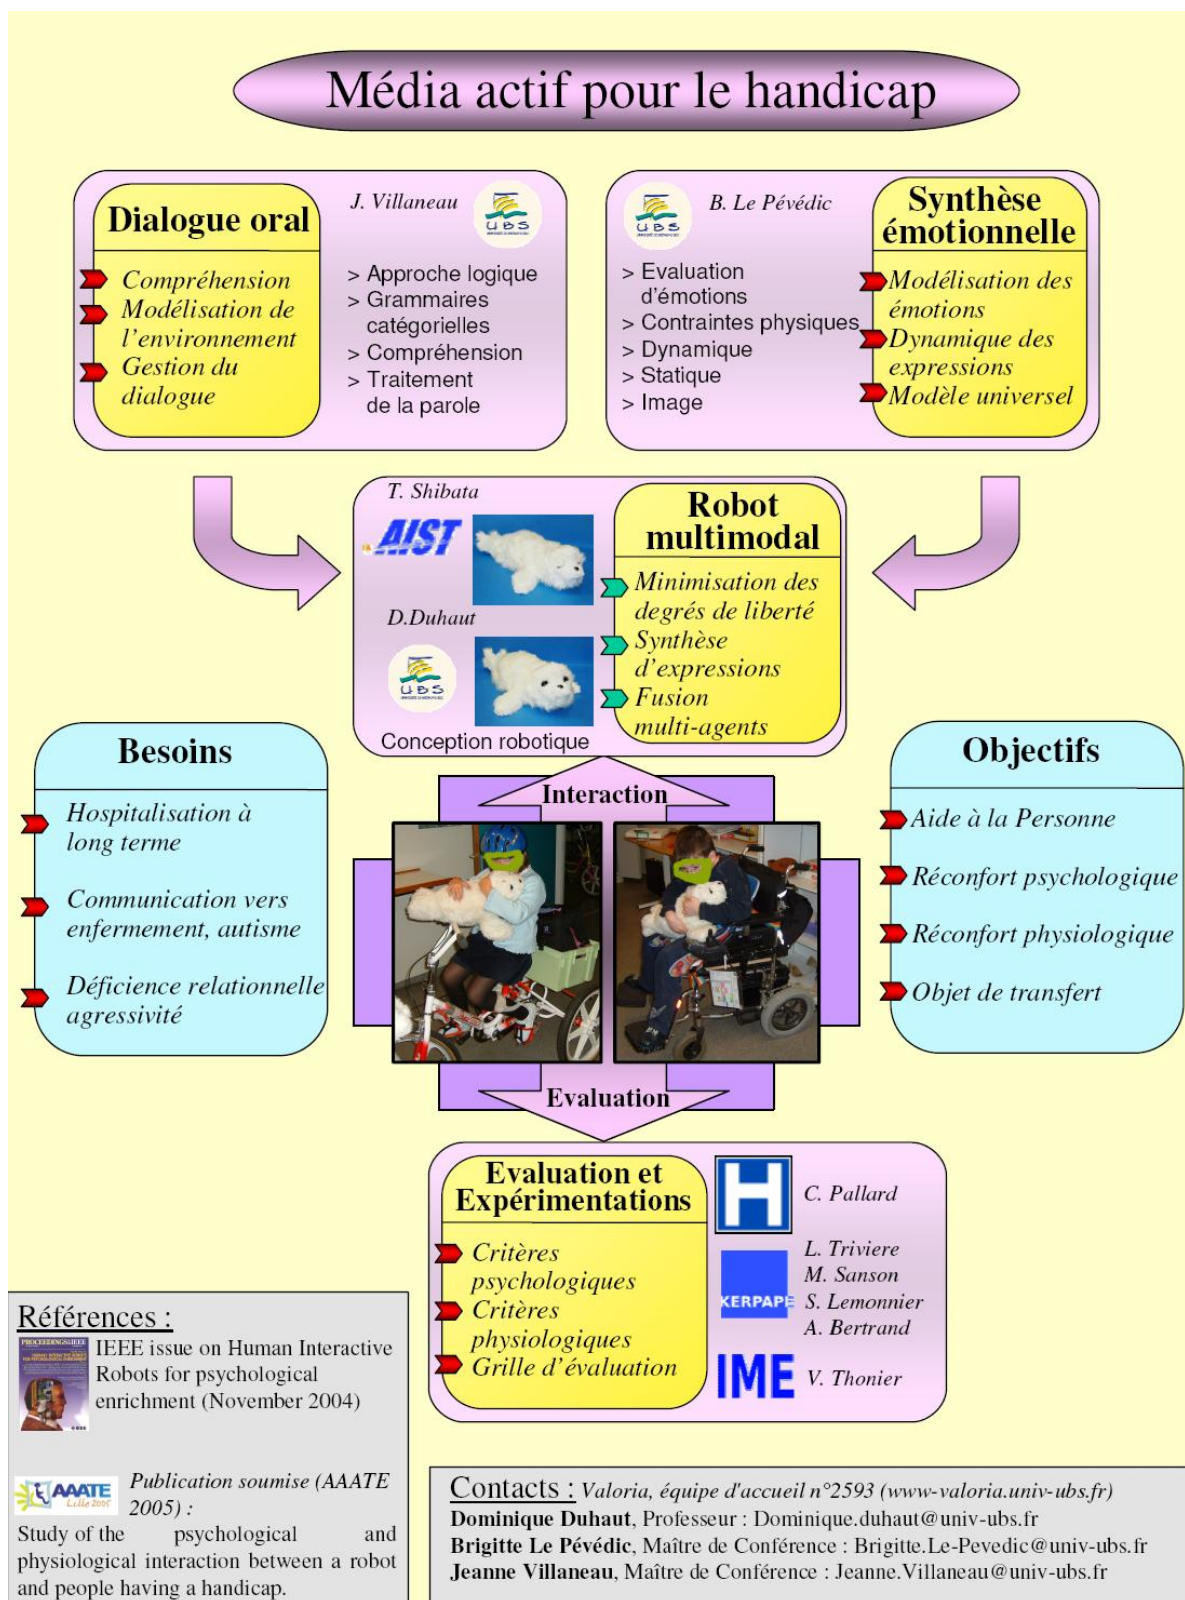 Média actif pour le handicap
Dialogue oral
Compréhension
Modélisation de
l'environnement
Gestion du
dialogue
J. Villaneau
UBS
> Approche logique
> Grammaires
catégorielles
> Compréhension
> Traitement
de la parole
UBS
B. Le Pévédic
> Evaluation
d'émotions
> Contraintes physiques
> Dynamique
> Statique
> Image
Synthèse
émotionnelle
Modélisation des
émotions
Dynamique des
expressions
Modèle universel
T. Shibata
AIST
D.Duhaut
UBS
Conception robotique
Robot
multimodal
Minimisation des
degrés de liberté
Synthèse
d'expressions
Fusion
multi-agents
Besoins
Hospitalisation à
long terme
Communication vers
enfermement, autisme
Déficience relationnelle
agressivité
Interaction
Evaluation
Objectifs
Aide à la Personne
Réconfort psychologique
Réconfort physiologique
Objet de transfert
Evaluation et
Expérimentations
Critères
psychologiques
Critères
physiologiques
Grille d'évaluation
H
C. Pallard
KERPAPE
L. Triviere
M. Sanson
S. Lemonnier
A. Bertrand
IME
V. Thonier
Références :
PROCEEDINGS IEEE
IEEE issue on Human Interactive
Robots for psychological
enrichment (November 2004)
AAATE
Lille 2005
Publication soumise (AAATE
2005) :
Study of the psychological and
physiological interaction between a robot
and people having a handicap.
Contacts : Valoria, équipe d'accueil n°2593 (www-valoria.univ-ubs.fr)
Dominique Duhaut, Professeur : Dominique.duhaut@univ-ubs.fr
Brigitte Le Pévédic, Maître de Conférence : Brigitte.Le-Pevedic@univ-ubs.fr
Jeanne Villaneau, Maître de Conférence : Jeanne.Villaneau@univ-ubs.fr